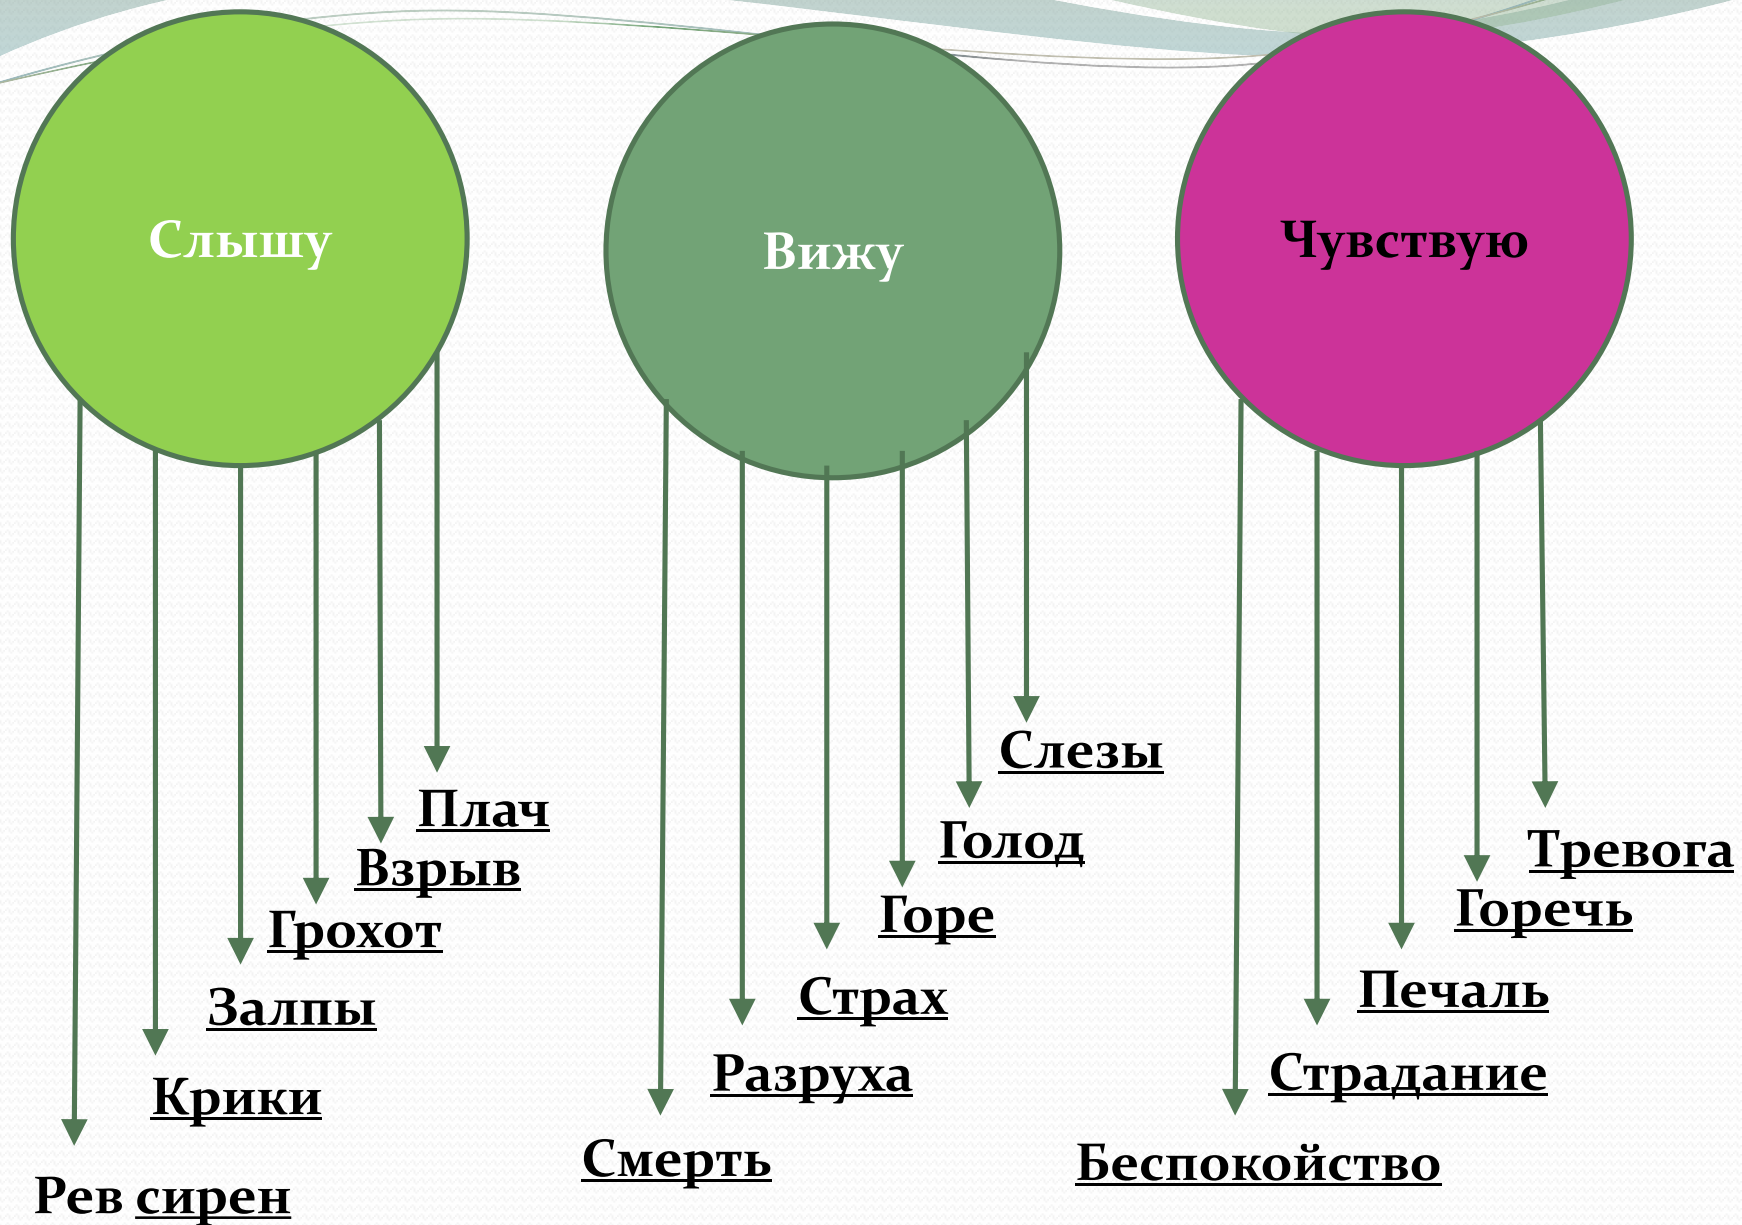 Слышу
Вижу
Чувствую
Плач
Взрыв
Грохот
Залпы
Крики
Рев сирен
Слезы
Голод
Горе
Страх
Разруха
Смерть
Тревога
Горечь
Печаль
Страдание
Беспокойство